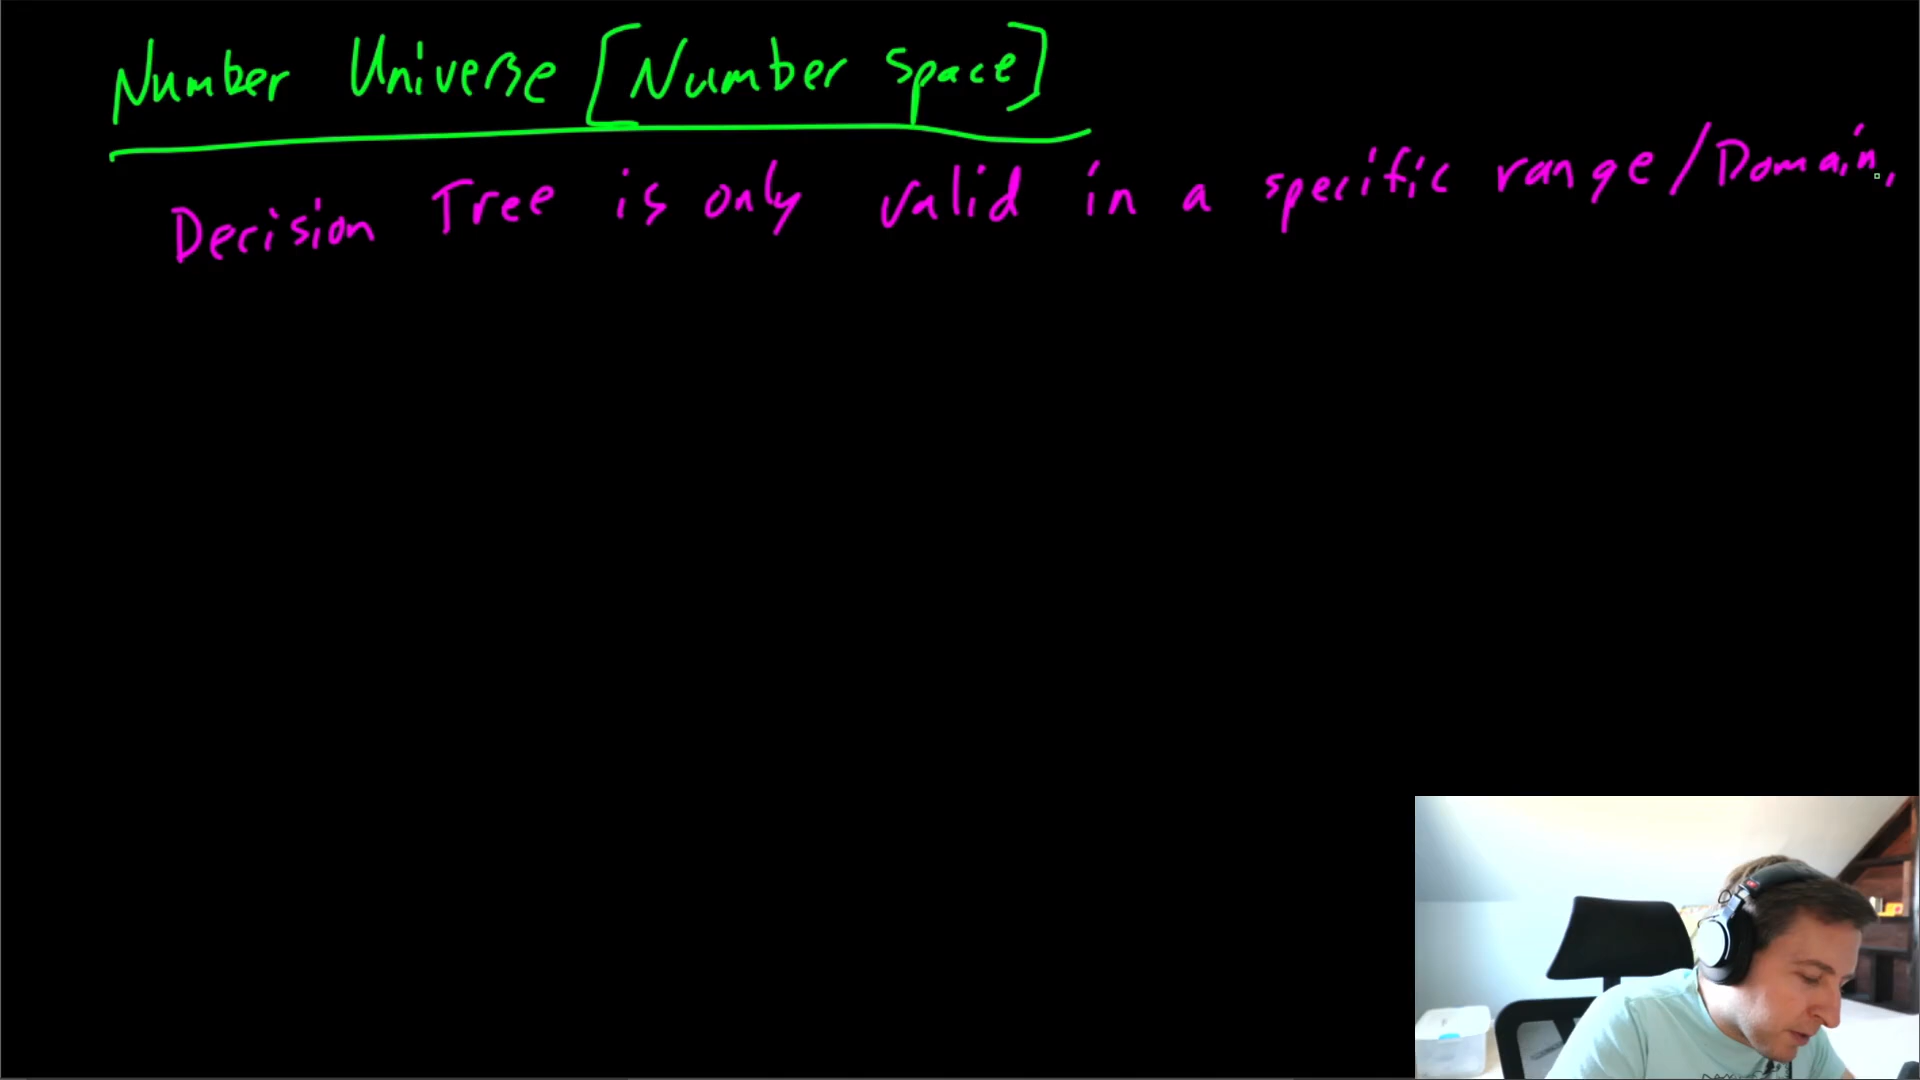 Number Universe [Number Space]
Decision Tree is only valid in a specific range/Domain,